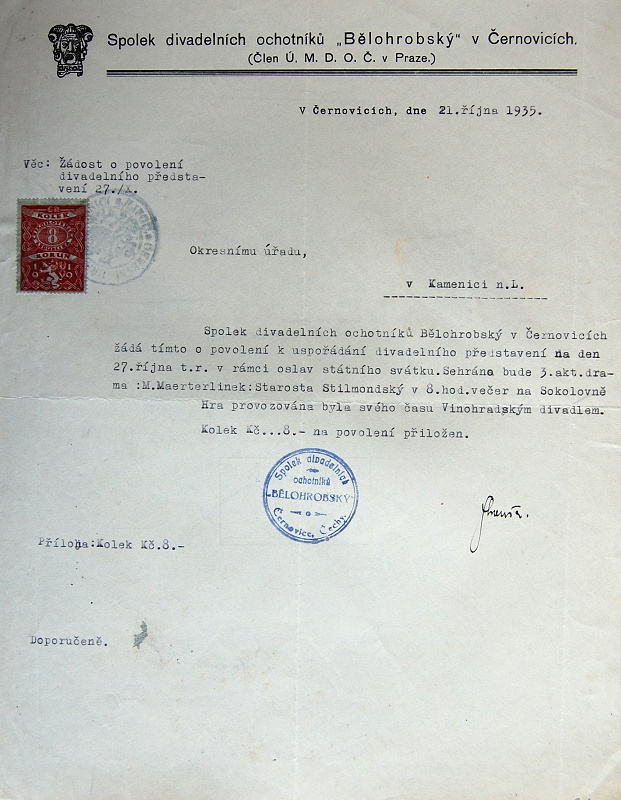 Spolek divadelních ochotníků „Bělohrobský“ v Černovicích.
(Člen Ú. M. D. O. Č. v Praze.)
V Černovicích, dne 21.října 1935.
Věc: Žádost o povolení
divadelního předsta-
vení 27./X.
KOLEK
8
KORUN
Okresnímu úřadu,
v Kamenici n.L.
Spolek divadelních ochotníků Bělohrobský v Černovicích
žádá tímto o povolení k uspořádání divadelního představení na den
27.října t.r. v rámci oslav státního svátku.Sehrána bude 3.akt.dra-
ma :M.Maerterlinek:Starosta Stilmondský v 8.hod.večer na Sokolovně
Hra provozována byla svého času Vinohradským divadlem.
Kolek Kč...8.- na povolení přiložen.
Spolek divadelních
ochotníků
„BĚLOHROBSKÝ“
Černovice, Čechy.
Příloha:Kolek Kč.8.-
Doporučeně.